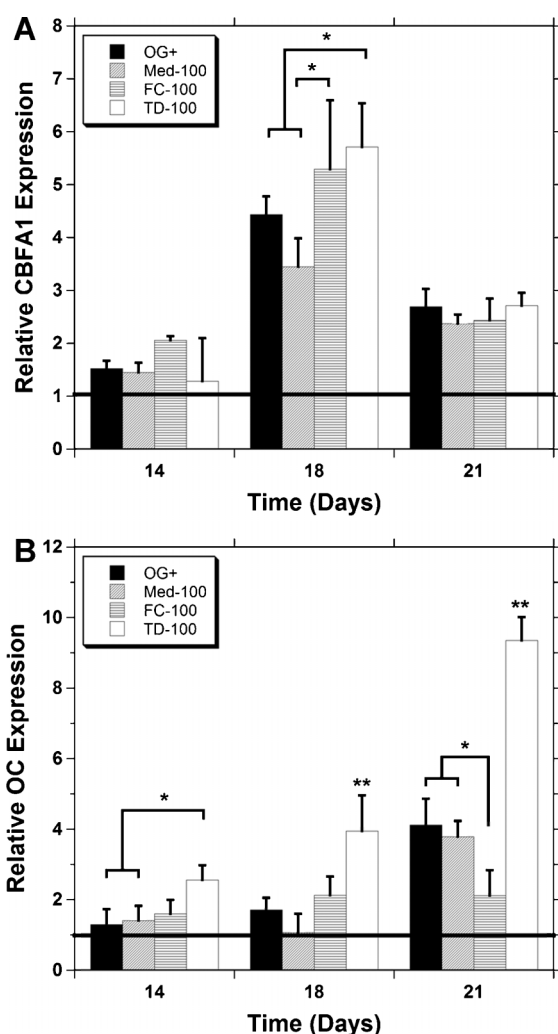 A
8
7
6
5
4
3
2
1
0
Relative CBFA1 Expression
OG+
Med-100
FC-100
TD-100
*
*
14
18
21
Time (Days)
B
12
10
8
6
4
2
0
Relative OC Expression
OG+
Med-100
FC-100
TD-100
*
**
*
**
14
18
21
Time (Days)